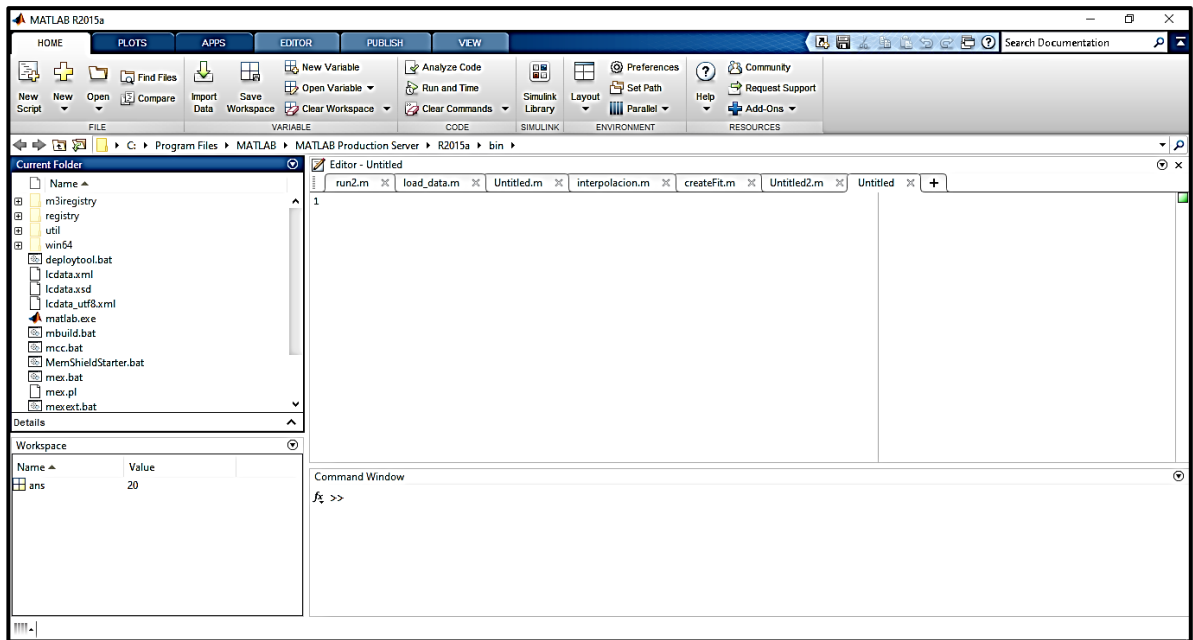 MATLAB R2015a
HOME PLOTS APPS EDITOR PUBLISH VIEW Search Documentation
New Script New Open Find Files Compare Import Data Save Workspace New Variable Open Variable Clear Workspace Analyze Code Run and Time Clear Commands Simulink Library Layout Preferences Set Path Parallel Help Community Request Support Add-Ons
FILE VARIABLE CODE SIMULINK ENVIRONMENT RESOURCES
C: Program Files MATLAB MATLAB Production Server R2015a bin
Current Folder
Name
m3iregistry
registry
util
win64
deploytool.bat
lcdata.xml
lcdata.xsd
lcdata_utf8.xml
matlab.exe
mbuild.bat
mcc.bat
MemShieldStarter.bat
mex.bat
mex.pl
mexext.bat
Details
Workspace
Name Value
ans 20
Editor - Untitled
run2.m load_data.m Untitled.m interpolacion.m createFit.m Untitled2.m Untitled
1
Command Window
fx >>